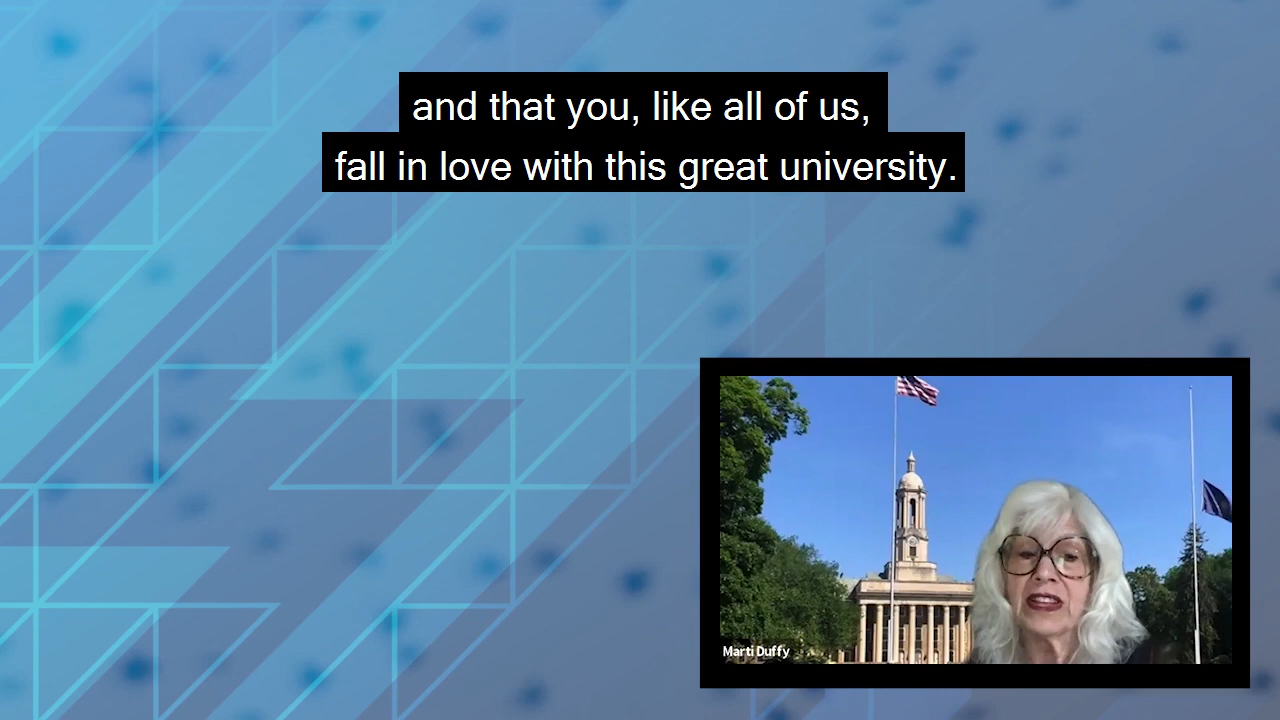 and that you, like all of us,
fall in love with this great university.
Marti Duffy